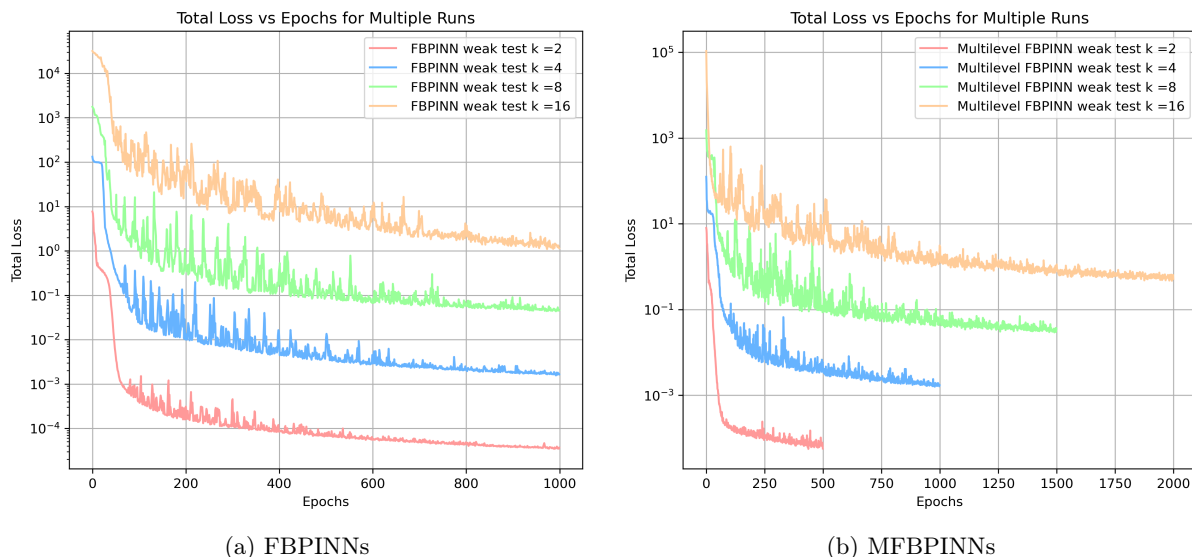 Total Loss vs Epochs for Multiple Runs
FBPINN weak test k =2
FBPINN weak test k =4
FBPINN weak test k =8
FBPINN weak test k =16
Total Loss
10^4
10^3
10^2
10^1
10^0
10^−1
10^−2
10^−3
10^−4
0 200 400 600 800 1000
Epochs
(a) FBPINNs
Total Loss vs Epochs for Multiple Runs
Multilevel FBPINN weak test k =2
Multilevel FBPINN weak test k =4
Multilevel FBPINN weak test k =8
Multilevel FBPINN weak test k =16
Total Loss
10^5
10^3
10^1
10^−1
10^−3
0 250 500 750 1000 1250 1500 1750 2000
Epochs
(b) MFBPINNs